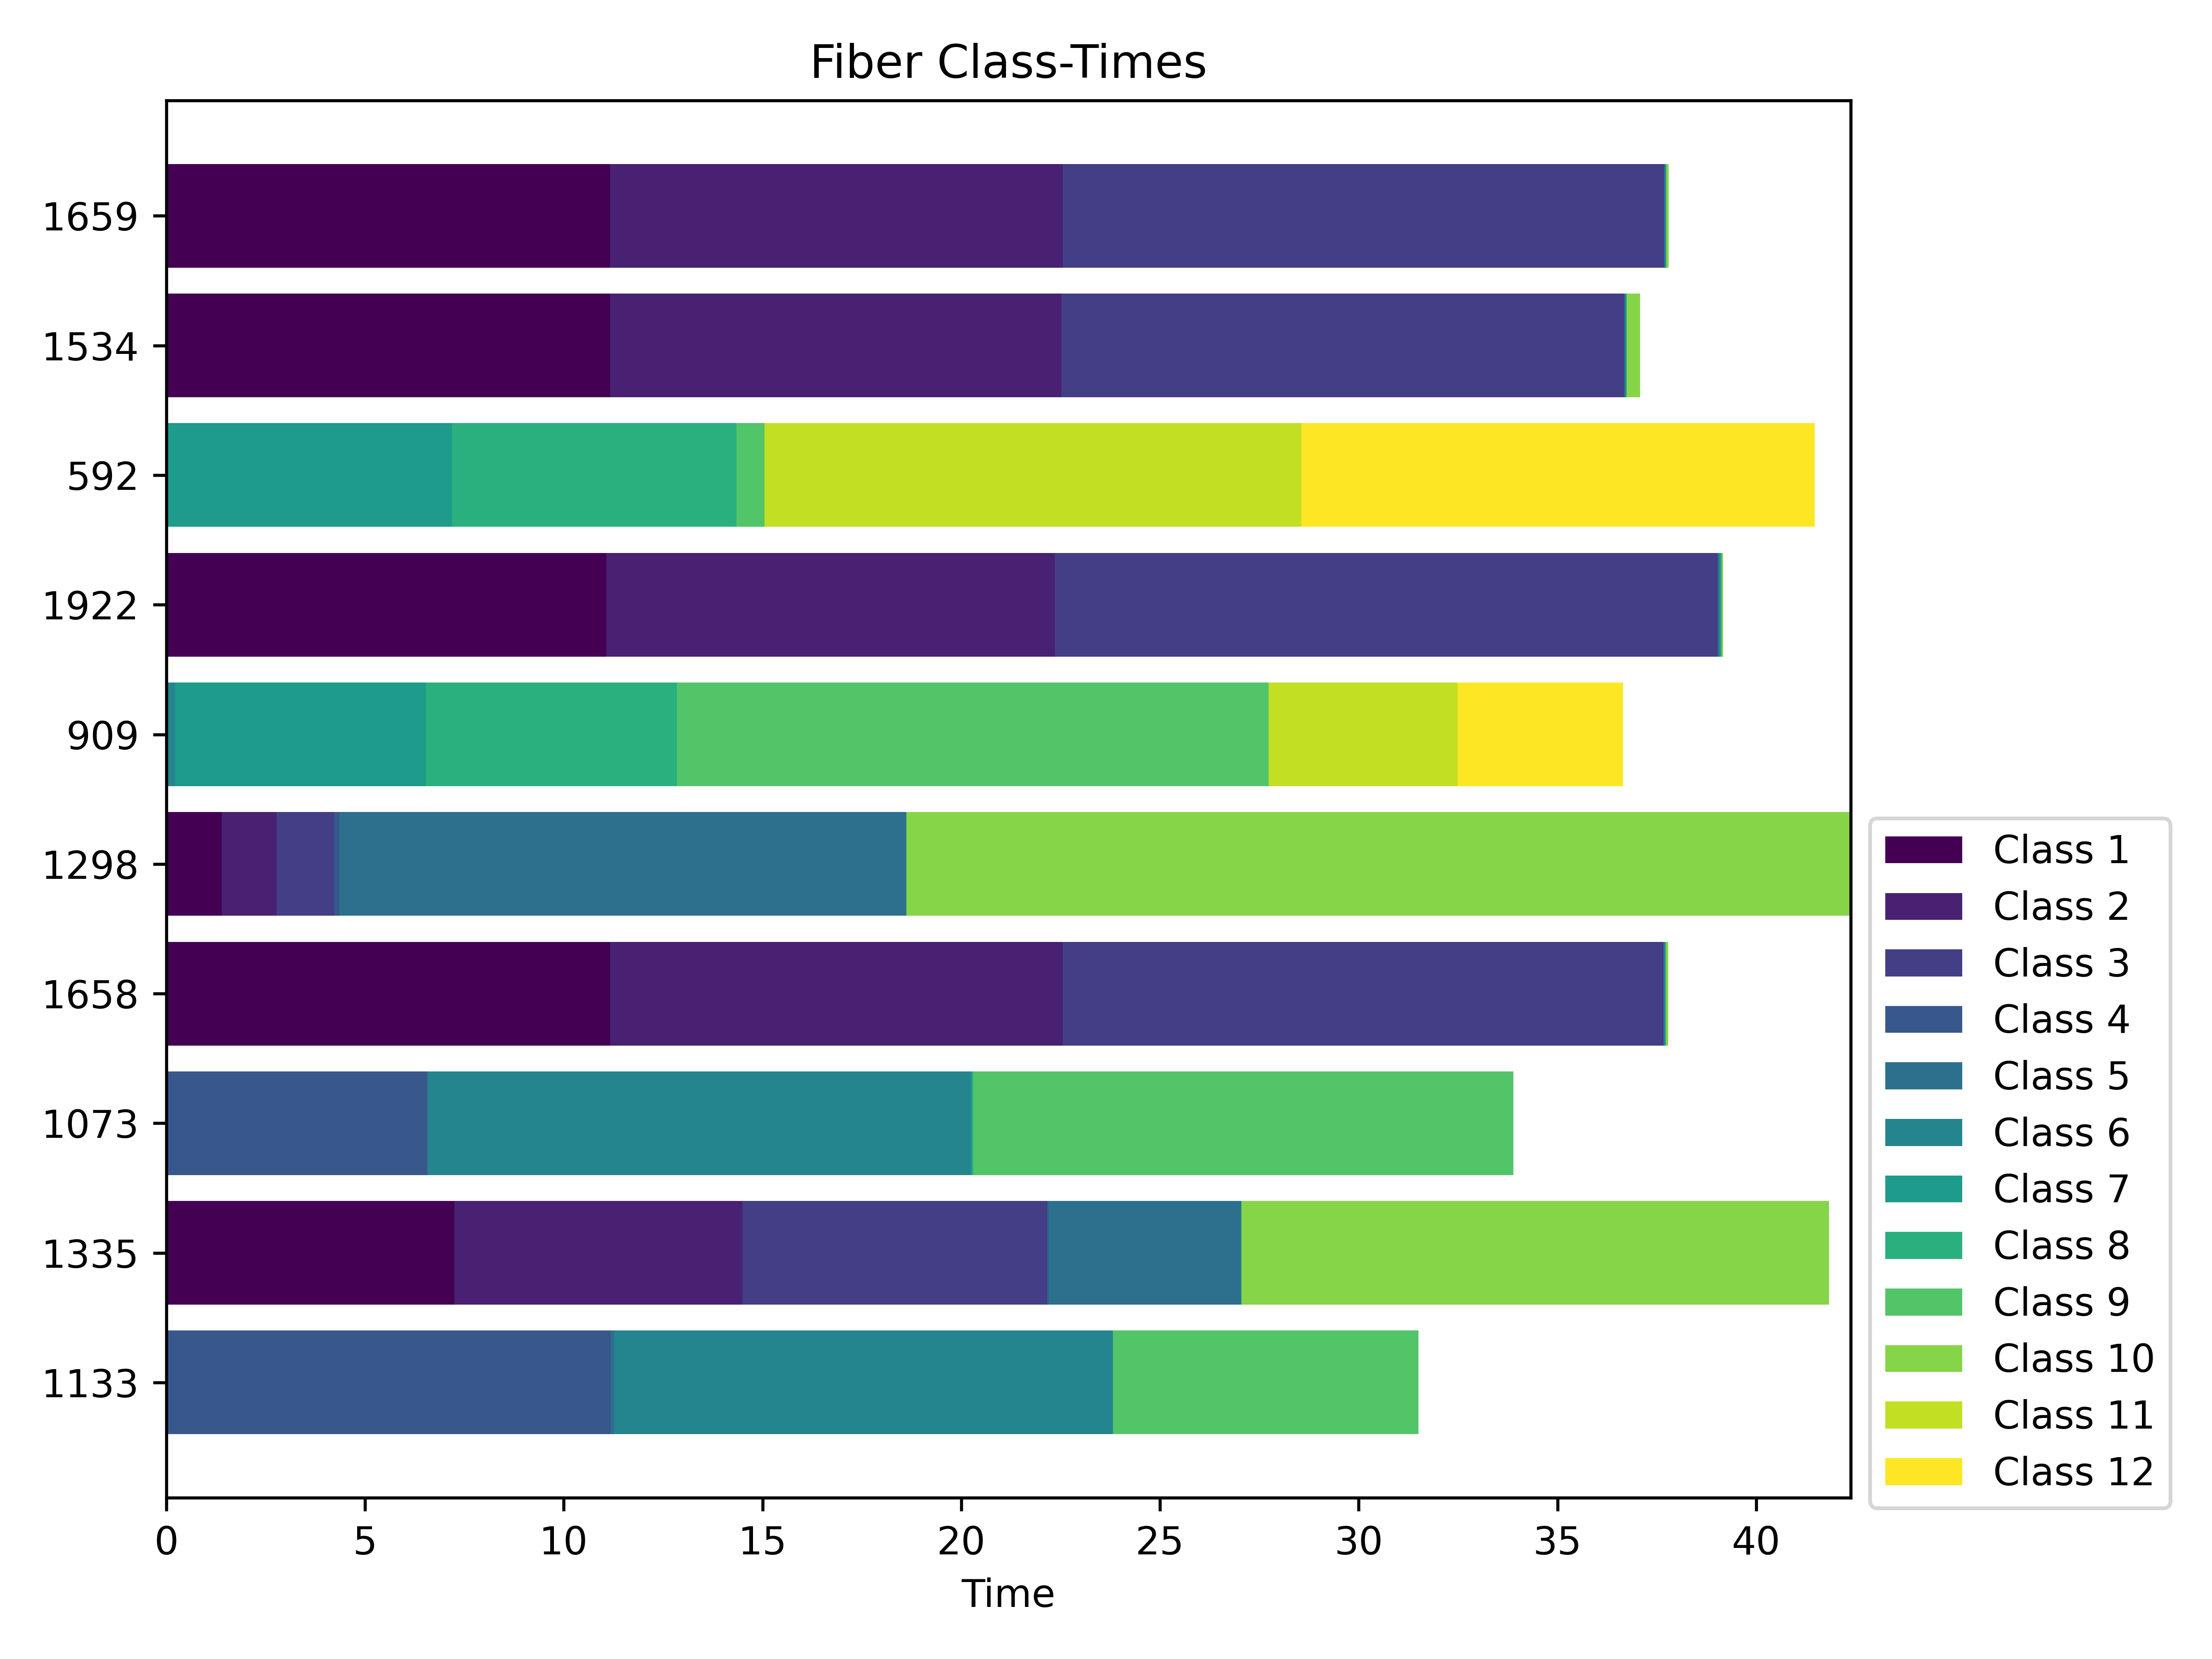 Fiber Class-Times
1659
1534
592
1922
909
1298
1658
1073
1335
1133
0 5 10 15 20 25 30 35 40
Time
Class 1
Class 2
Class 3
Class 4
Class 5
Class 6
Class 7
Class 8
Class 9
Class 10
Class 11
Class 12